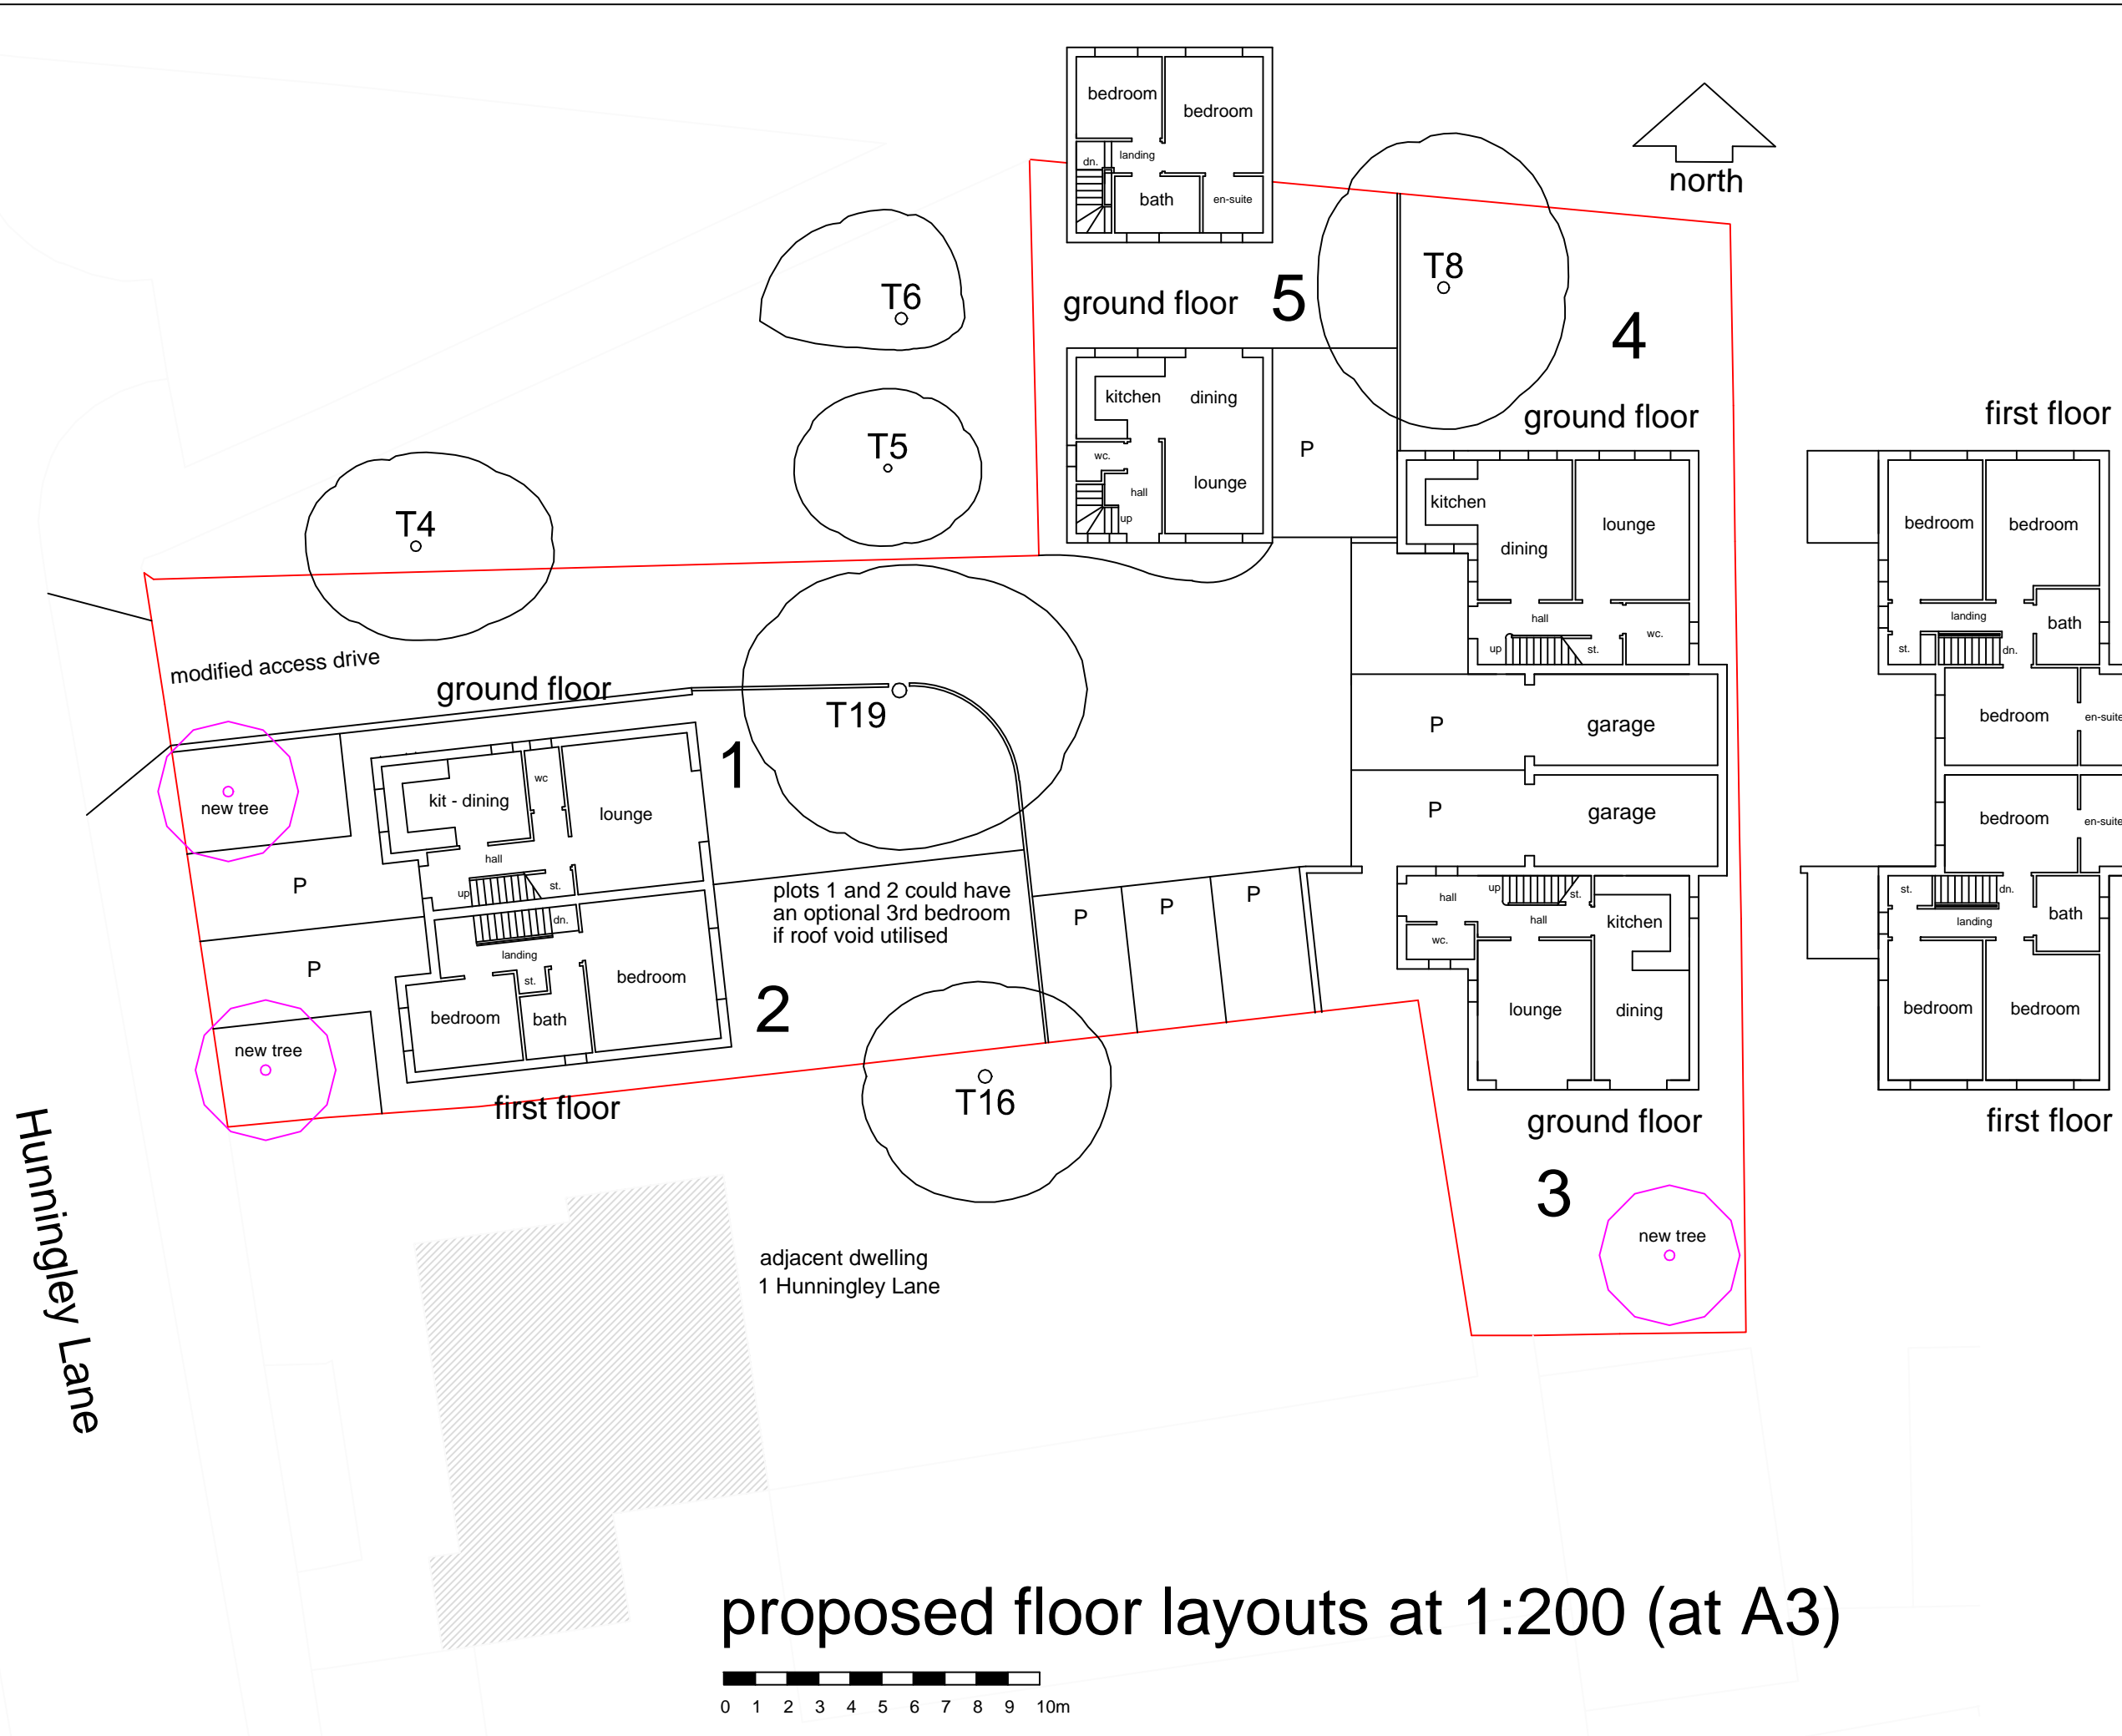 bedroom
bedroom
dn.
landing
bath
en-suite
north
T6
T8
ground floor
5
4
ground floor
first floor
kitchen
dining
P
wc.
hall
lounge
up
T5
T4
kitchen
lounge
dining
hall
up
st.
wc.
bedroom
bedroom
landing
st.
dn.
bath
modified access drive
ground floor
T19
1
P
garage
bedroom
en-suite
new tree
kit - dining
wc
lounge
hall
up
st.
P
garage
bedroom
en-suite
P
plots 1 and 2 could have
an optional 3rd bedroom
if roof void utilised
P
P
P
hall
up
st.
hall
kitchen
wc.
st.
dn.
landing
bath
P
dn.
landing
st.
bedroom
bedroom
bath
2
lounge
dining
bedroom
bedroom
new tree
first floor
T16
ground floor
first floor
3
new tree
Hunningley Lane
adjacent dwelling
1 Hunningley Lane
proposed floor layouts at 1:200 (at A3)
0 1 2 3 4 5 6 7 8 9 10m